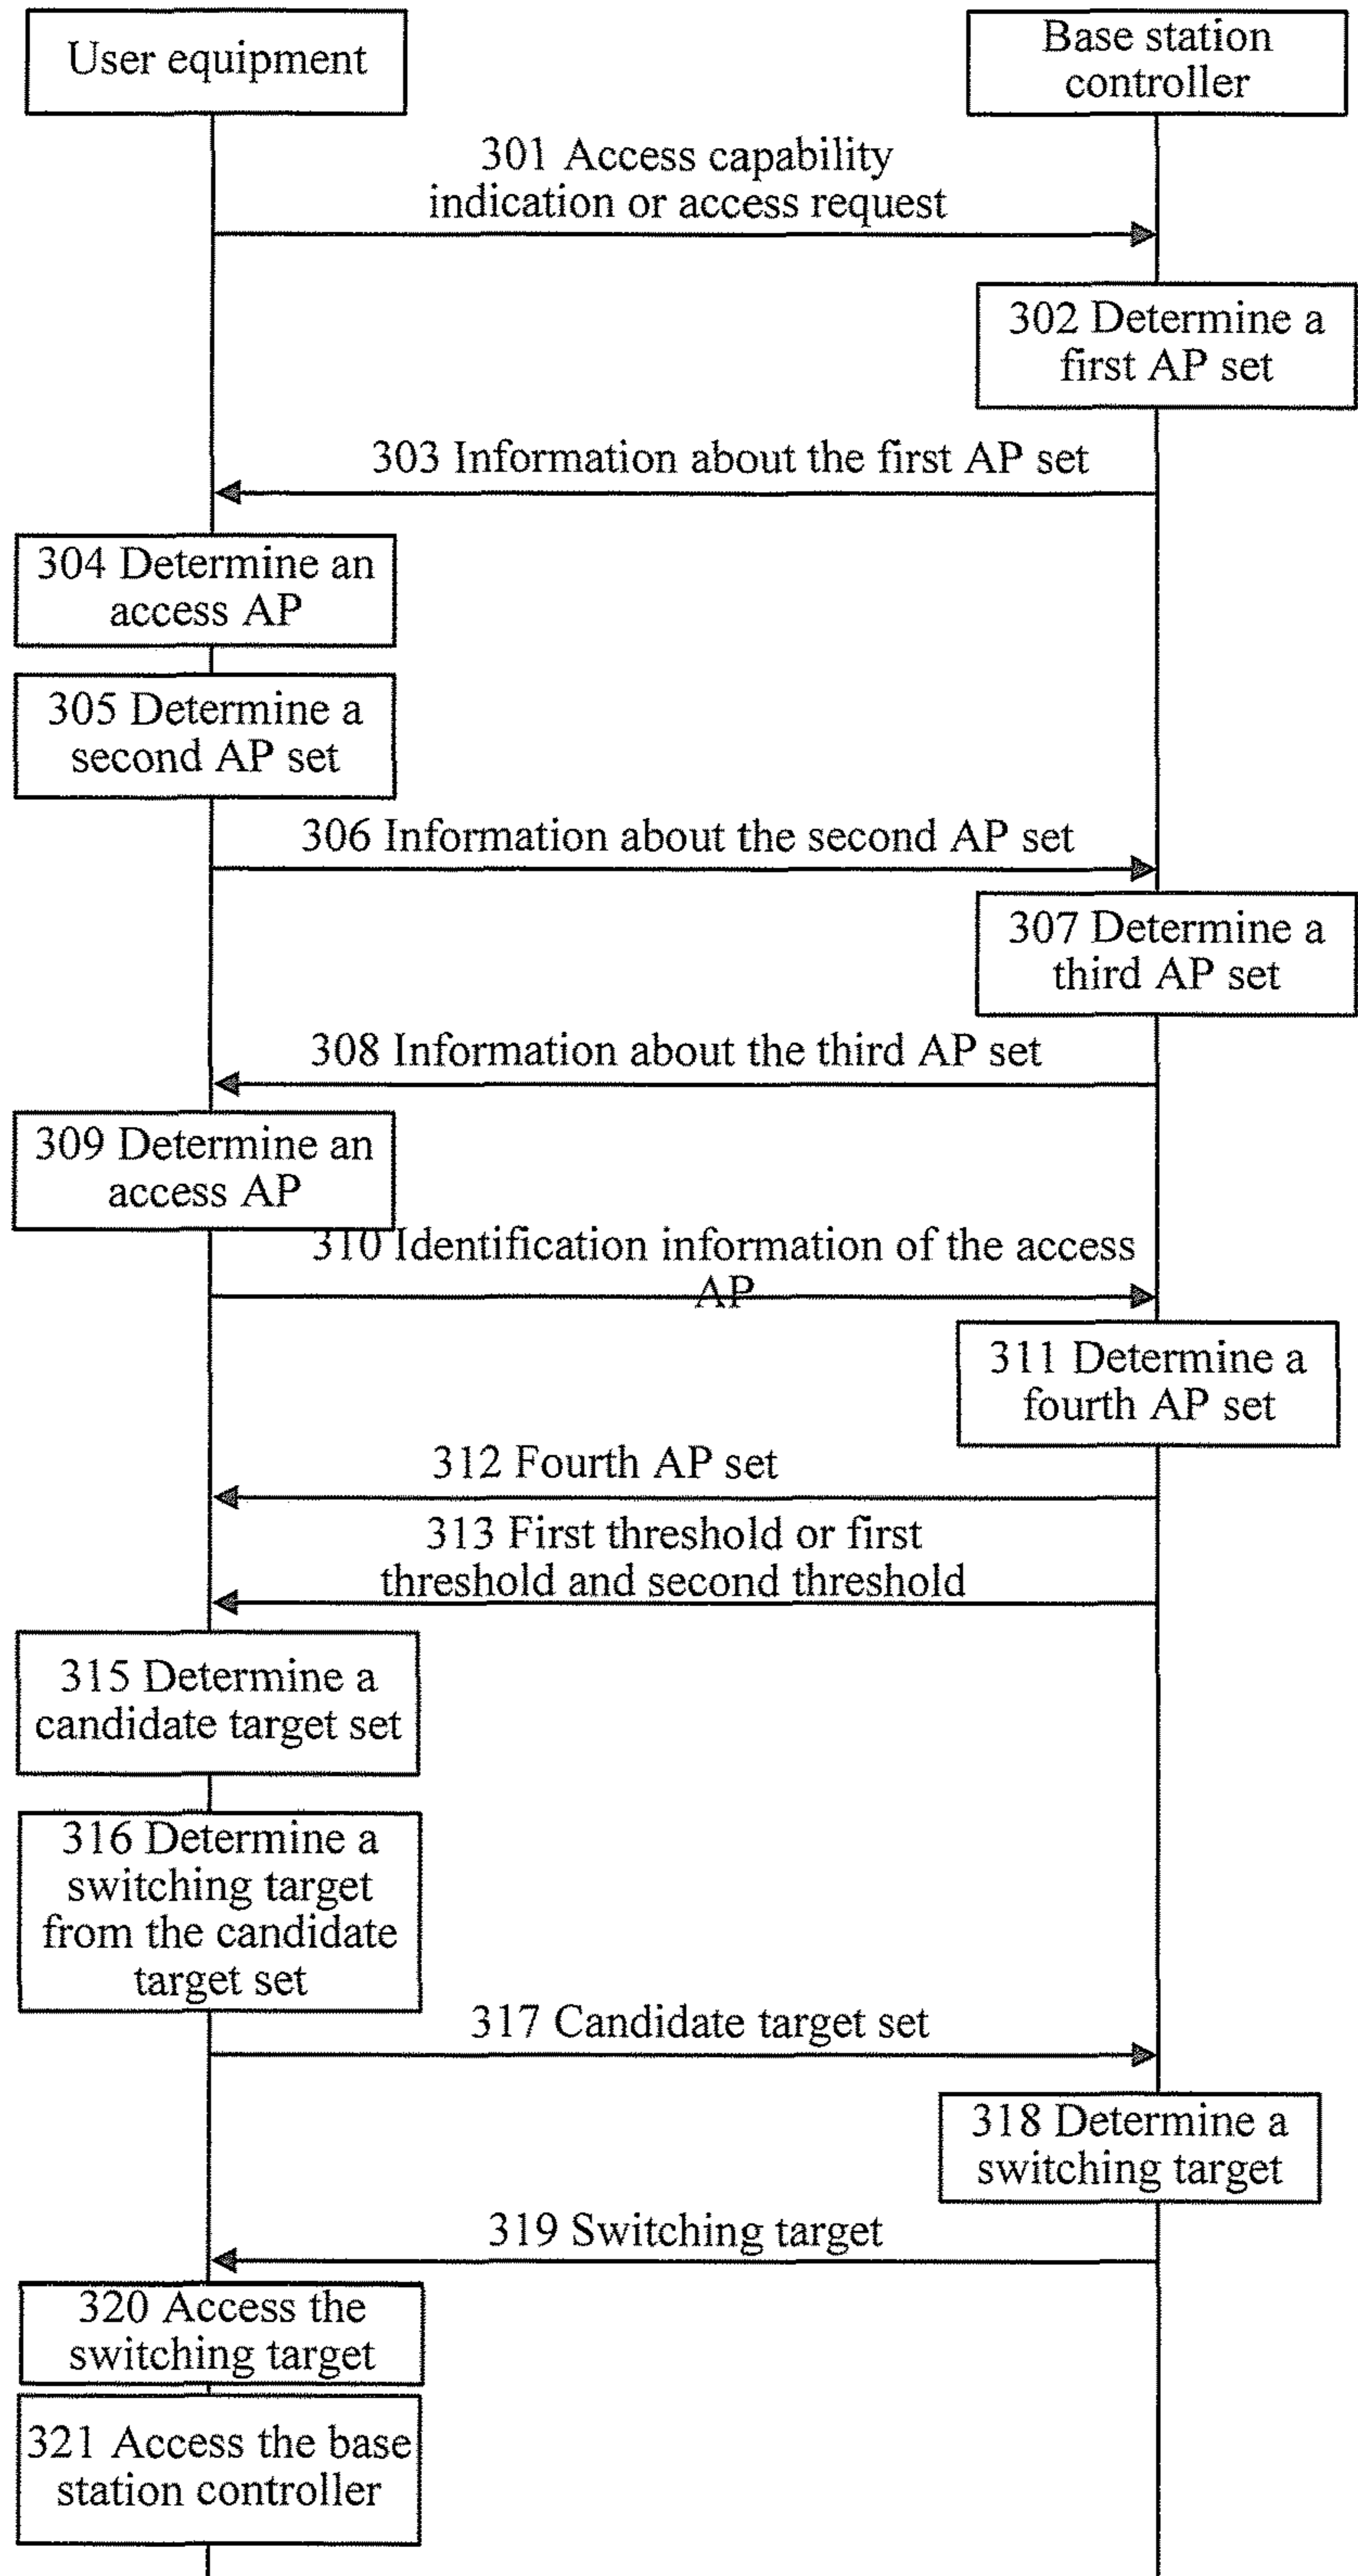 User equipment
Base station
controller
301 Access capability
indication or access request
302 Determine a
first AP set
303 Information about the first AP set
304 Determine an
access AP
305 Determine a
second AP set
306 Information about the second AP set
307 Determine a
third AP set
308 Information about the third AP set
309 Determine an
access AP
310 Identification information of the access
AP
311 Determine a
fourth AP set
312 Fourth AP set
313 First threshold or first
threshold and second threshold
315 Determine a
candidate target set
316 Determine a
switching target
from the candidate
target set
317 Candidate target set
318 Determine a
switching target
319 Switching target
320 Access the
switching target
321 Access the base
station controller